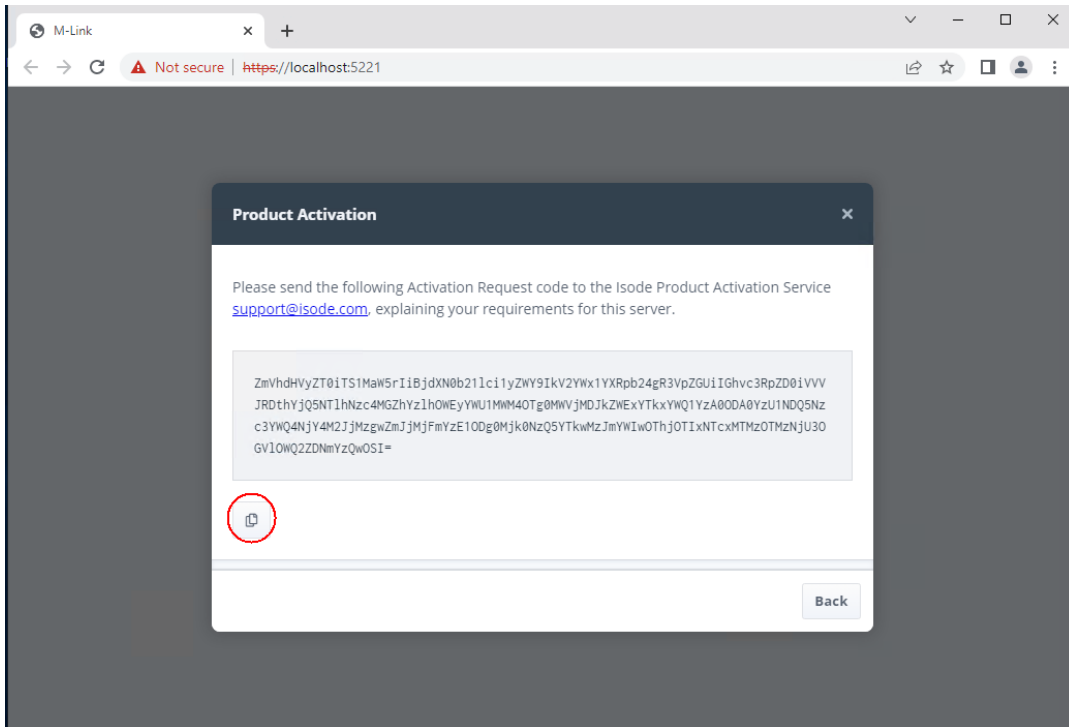 M-Link
Not secure | https://localhost:5221
Product Activation
Please send the following Activation Request code to the Isode Product Activation Service
support@isode.com, explaining your requirements for this server.
ZmVhdHVyZT0iTS1MaW5rIiBjdXN0b21lci1yZWY9IkV2YWx1YXRpb24gR3VpZGUiIGhvc3RpZD0iVVV
JRDthYjQ5NTlhNzc4MGZhYzlhOWEyYWU1MWM4OTg0MWVjMDJkZWExYTkxYWQ1YzA0ODA0YzU1NDQ5Nz
c3YWQ4NjY4M2JjMzgwZmJjMjFmYzE1ODg0Mjk0NzQ5YTkwMzJmYWIwOThjOTIxNTcxMTMzOTMzNjU3O
GVlOWQ2ZDNmYzQwOSI=
Back